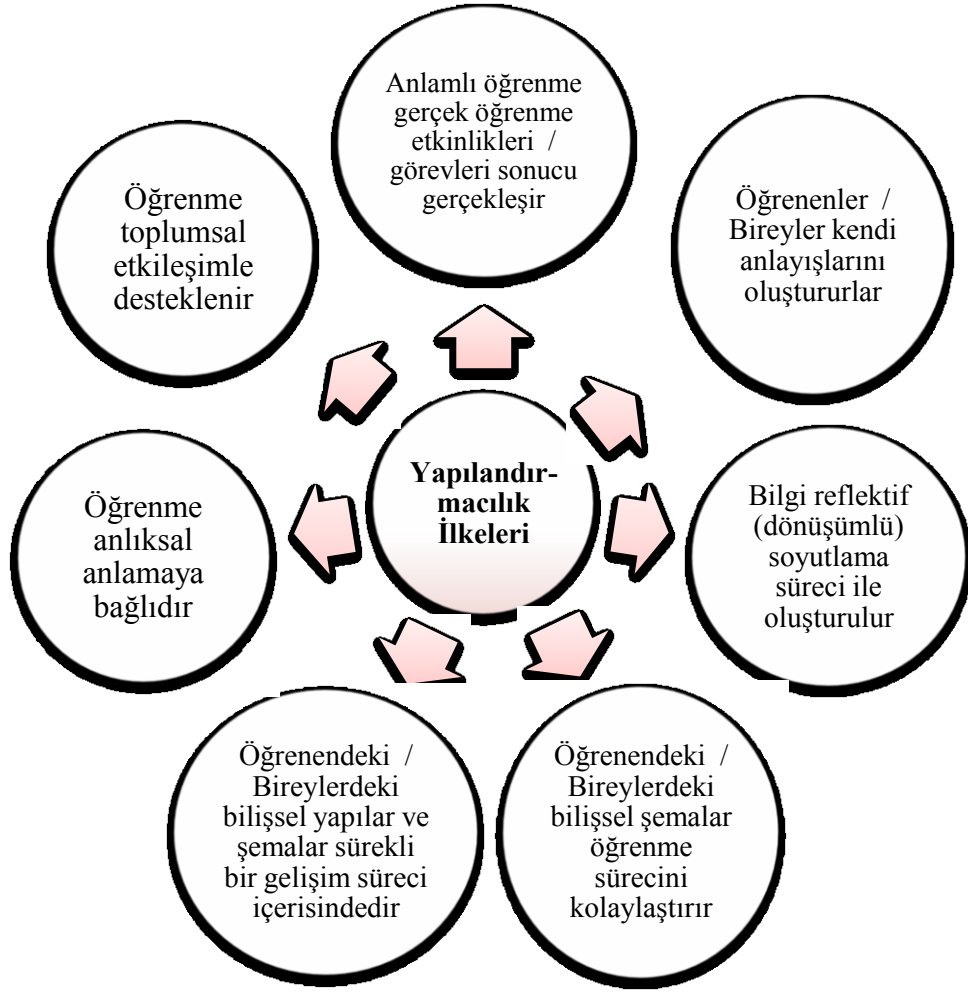 Anlamlı öğrenme
gerçek öğrenme
etkinlikleri /
görevleri sonucu
gerçekleşir
Öğrenme
toplumsal
etkileşimle
desteklenir
Öğrenenler /
Bireyler kendi
anlayışlarını
oluştururlar
Yapılandır-
macılık
İlkeleri
Öğrenme
anlıksal
anlamaya
bağlıdır
Bilgi reflektif
(dönüşümlü)
soyutlama
süreci ile
oluşturulur
Öğrenendeki /
Bireylerdeki
bilişsel yapılar ve
şemalar sürekli
bir gelişim süreci
içerisindedir
Öğrenendeki /
Bireylerdeki
bilişsel şemalar
öğrenme
sürecini
kolaylaştırır